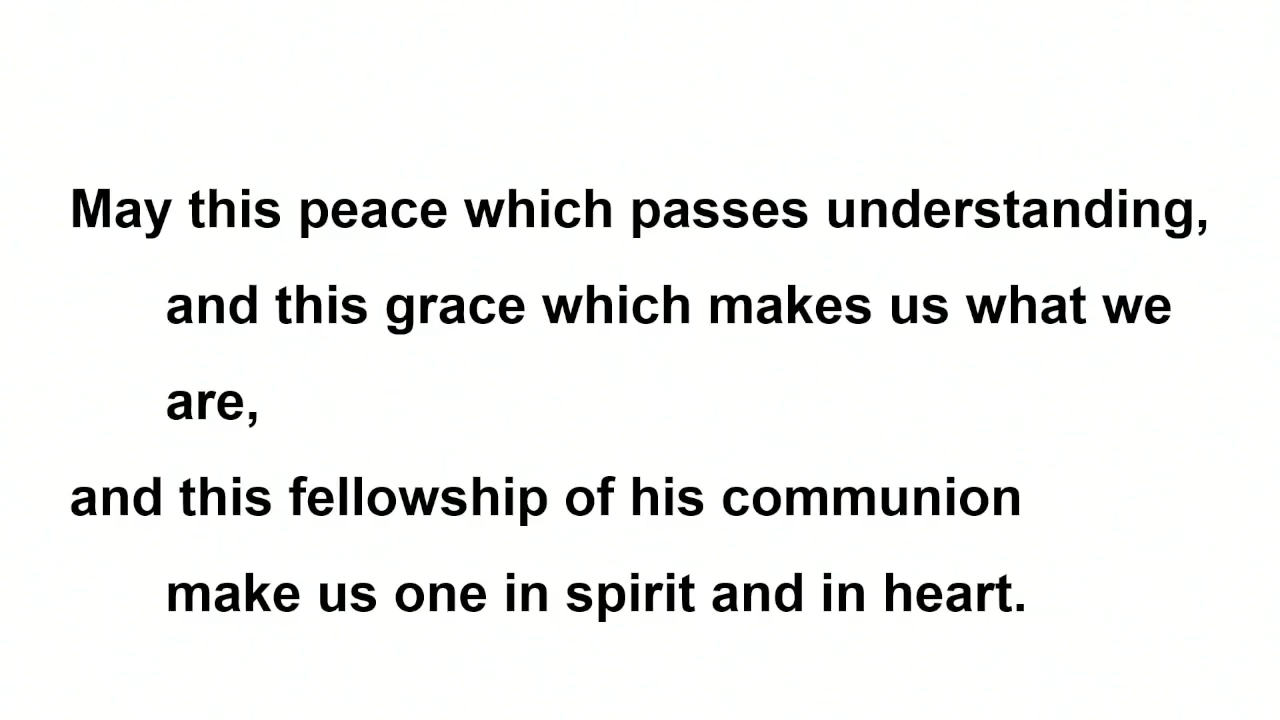 May this peace which passes understanding,
and this grace which makes us what we
are,
and this fellowship of his communion
make us one in spirit and in heart.